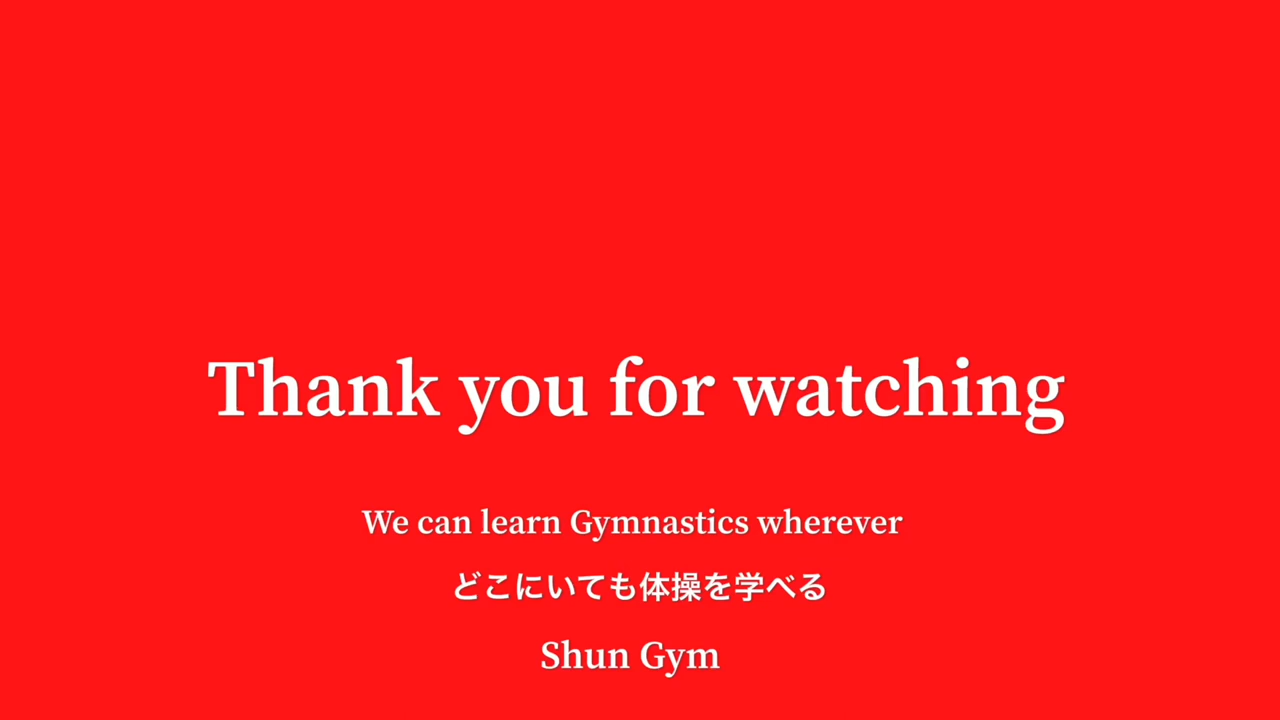 Thank you for watching
We can learn Gymnastics wherever
どこにいても体操を学べる
Shun Gym